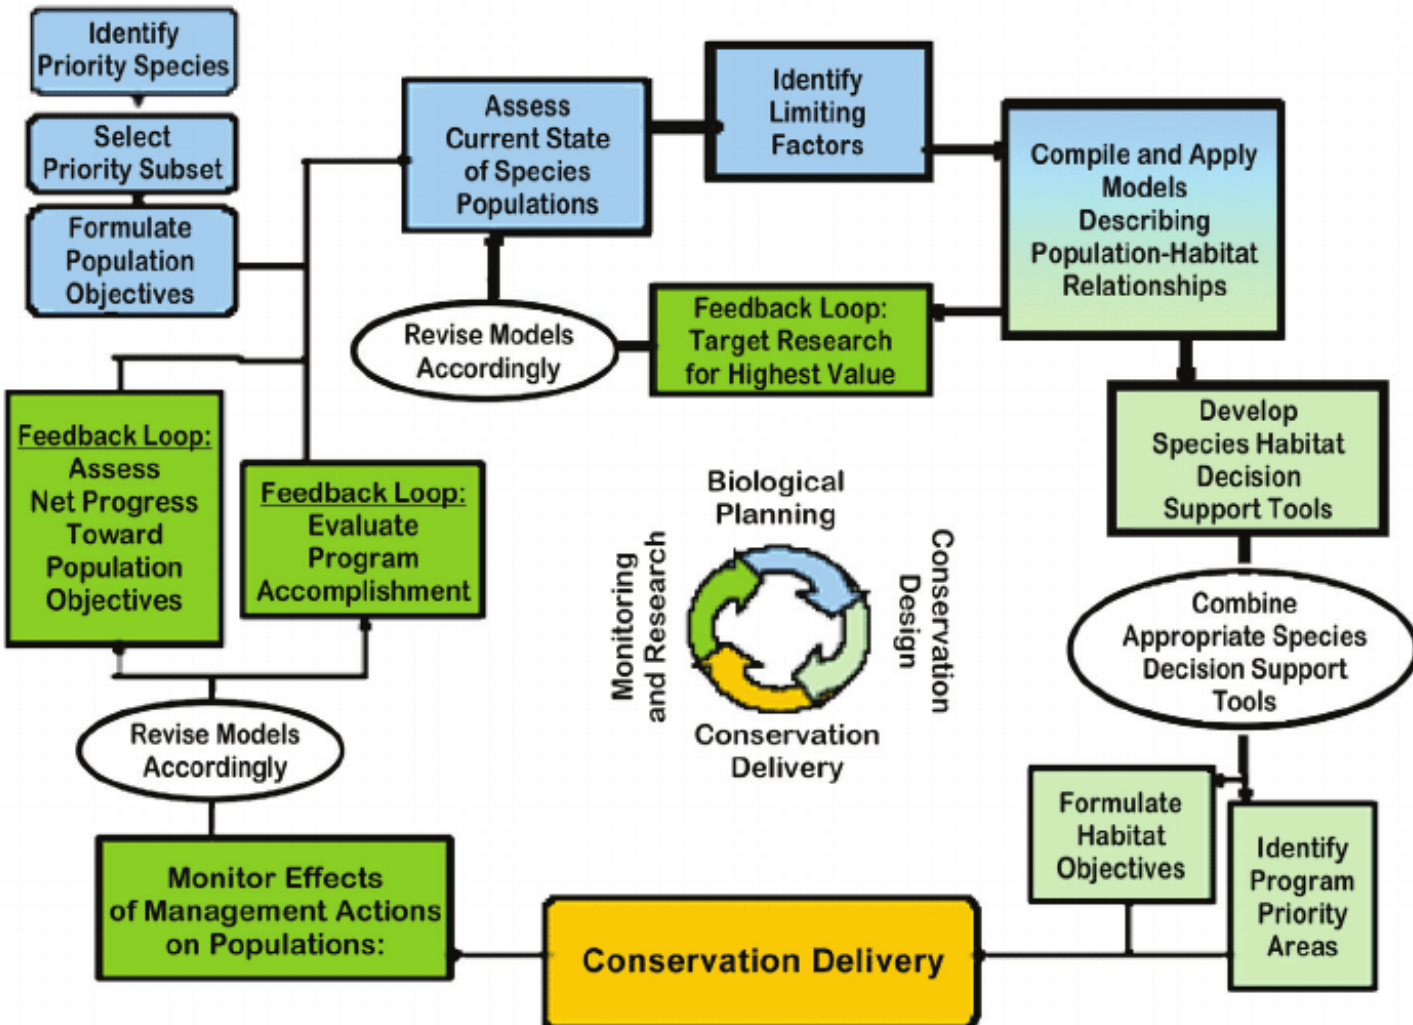 Identify
Priority Species
Select
Priority Subset
Formulate
Population
Objectives
Assess
Current State
of Species
Populations
Identify
Limiting
Factors
Compile and Apply
Models
Describing
Population-Habitat
Relationships
Feedback Loop:
Target Research
for Highest Value
Revise Models
Accordingly
Develop
Species Habitat
Decision
Support Tools
Combine
Appropriate Species
Decision Support
Tools
Formulate
Habitat
Objectives
Identify
Program
Priority
Areas
Conservation Delivery
Monitor Effects
of Management Actions
on Populations:
Revise Models
Accordingly
Feedback Loop:
Assess
Net Progress
Toward
Population
Objectives
Feedback Loop:
Evaluate
Program
Accomplishment
Biological
Planning
Conservation
Design
Conservation
Delivery
Monitoring
and Research